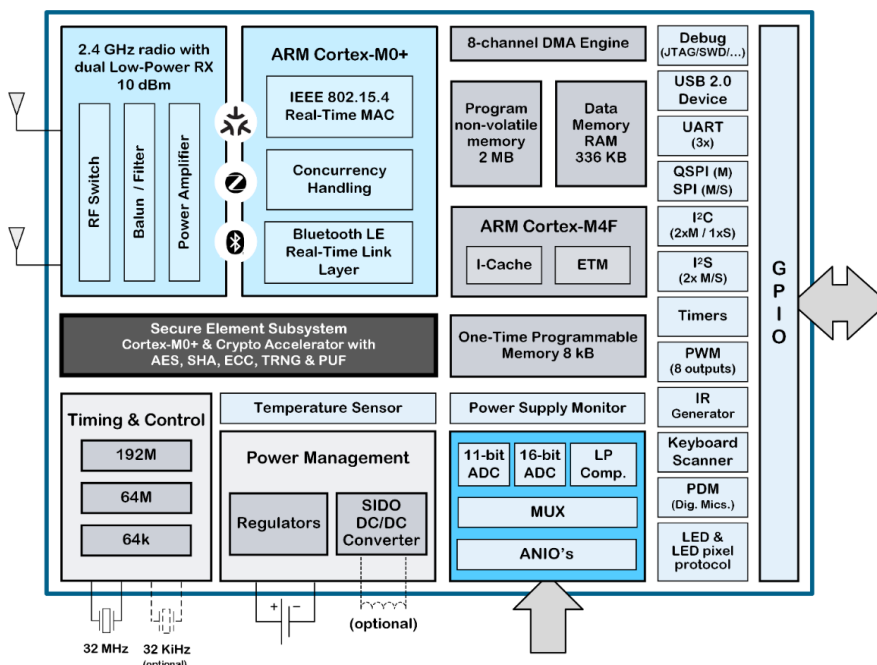 2.4 GHz radio with
dual Low-Power RX
10 dBm
RF Switch
Balun / Filter
Power Amplifier
ARM Cortex-M0+
IEEE 802.15.4
Real-Time MAC
Concurrency
Handling
Bluetooth LE
Real-Time Link
Layer
8-channel DMA Engine
Program
non-volatile
memory
2 MB
Data
Memory
RAM
336 KB
ARM Cortex-M4F
I-Cache
ETM
Secure Element Subsystem
Cortex-M0+ & Crypto Accelerator with
AES, SHA, ECC, TRNG & PUF
One-Time Programmable
Memory 8 kB
Timing & Control
192M
64M
64k
Temperature Sensor
Power Management
Regulators
SIDO
DC/DC
Converter
Power Supply Monitor
11-bit
ADC
16-bit
ADC
LP
Comp.
MUX
ANIO's
Debug
(JTAG/SWD/...)
USB 2.0
Device
UART
(3x)
QSPI (M)
SPI (M/S)
I²C
(2xM / 1xS)
I²S
(2x M/S)
Timers
PWM
(8 outputs)
IR
Generator
Keyboard
Scanner
PDM
(Dig. Mics.)
LED &
LED pixel
protocol
GPIO
+ −
32 MHz
32 KiHz
(optional)
(optional)